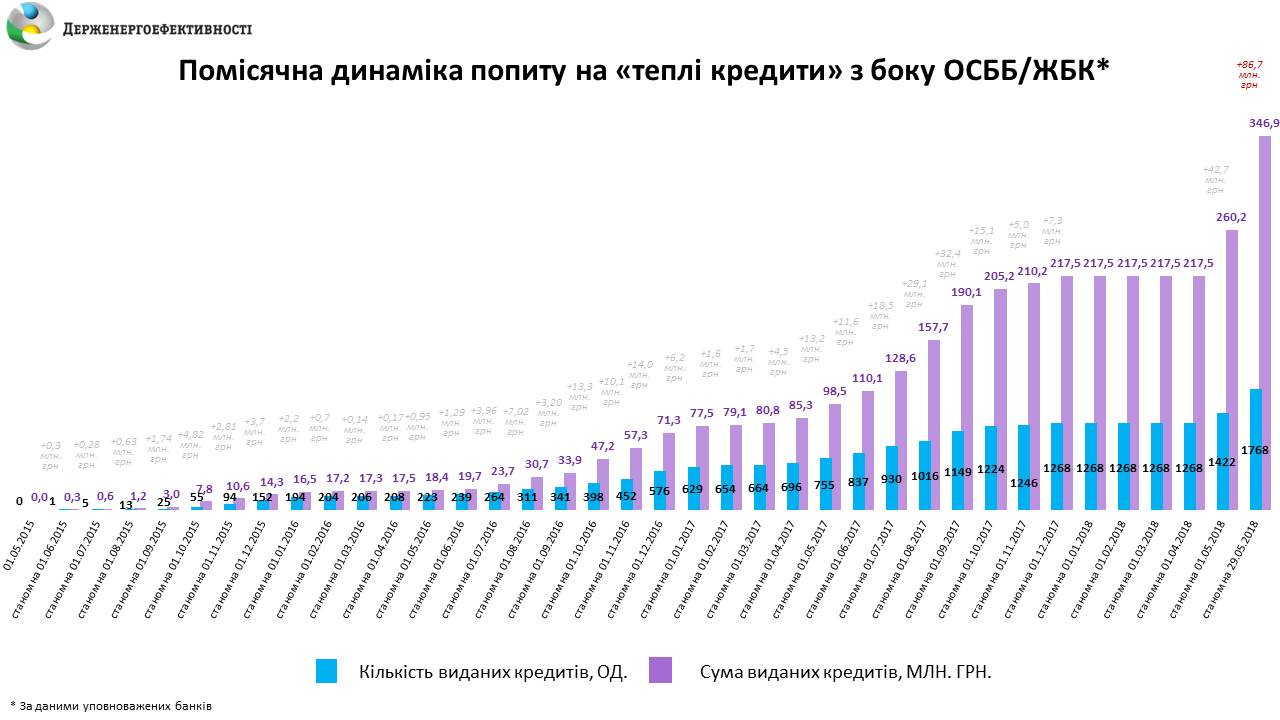 ДЕРЖЕНЕРГОЕФЕКТИВНОСТІ
Помісячна динаміка попиту на «теплі кредити» з боку ОСББ/ЖБК*
+0,3
млн.
грн
+0,28
млн.
грн
+0,63
млн.
грн
+1,74
млн.
грн
+4,82
млн.
грн
+2,81
млн.
грн
+3,7
млн.
грн
+2,2
млн.
грн
+0,7
млн.
грн
+0,14
млн.
грн
+0,17
млн.
грн
+0,95
млн.
грн
+1,29
млн.
грн
+3,96
млн.
грн
+7,02
млн.
грн
+3,20
млн.
грн
+13,3
млн.
грн
+10,1
млн.
грн
+14,0
млн.
грн
+6,2
млн.
грн
+1,6
млн.
грн
+1,7
млн.
грн
+4,5
млн.
грн
+13,2
млн.
грн
+11,6
млн.
грн
+18,5
млн.
грн
+29,1
млн.
грн
+32,4
млн.
грн
+15,1
млн.
грн
+5,0
млн.
грн
+7,3
млн.
грн
+42,7
млн.
грн
+86,7
млн.
грн
0,0 0,3 0,6 1,2 3,0 7,8 10,6 14,3 16,5 17,2 17,3 17,5 18,4 19,7 23,7 30,7 33,9 47,2 57,3 71,3 77,5 79,1 80,8 85,3 98,5 110,1 128,6 157,7 190,1 205,2 210,2 217,5 217,5 217,5 217,5 217,5 260,2 346,9
0 1 5 13 25 55 94 152 194 204 206 208 223 239 264 311 341 398 452 576 629 654 664 696 755 837 930 1016 1149 1224 1246 1268 1268 1268 1268 1268 1422 1768
01.05.2015
станом на 01.06.2015
станом на 01.07.2015
станом на 01.08.2015
станом на 01.09.2015
станом на 01.10.2015
станом на 01.11.2015
станом на 01.12.2015
станом на 01.01.2016
станом на 01.02.2016
станом на 01.03.2016
станом на 01.04.2016
станом на 01.05.2016
станом на 01.06.2016
станом на 01.07.2016
станом на 01.08.2016
станом на 01.09.2016
станом на 01.10.2016
станом на 01.11.2016
станом на 01.12.2016
станом на 01.01.2017
станом на 01.02.2017
станом на 01.03.2017
станом на 01.04.2017
станом на 01.05.2017
станом на 01.06.2017
станом на 01.07.2017
станом на 01.08.2017
станом на 01.09.2017
станом на 01.10.2017
станом на 01.11.2017
станом на 01.12.2017
станом на 01.01.2018
станом на 01.02.2018
станом на 01.03.2018
станом на 01.04.2018
станом на 01.05.2018
станом на 29.05.2018
Кількість виданих кредитів, ОД.
Сума виданих кредитів, МЛН. ГРН.
* За даними уповноважених банків